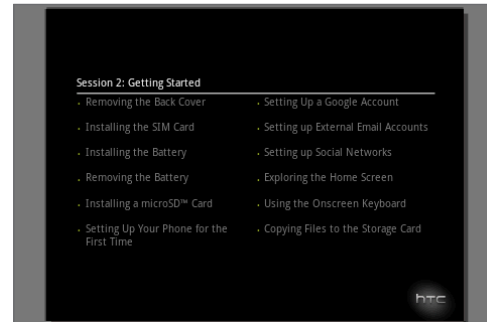 Session 2: Getting Started
Removing the Back Cover
Installing the SIM Card
Installing the Battery
Removing the Battery
Installing a microSD™ Card
Setting Up Your Phone for the
First Time
Setting Up a Google Account
Setting up External Email Accounts
Setting up Social Networks
Exploring the Home Screen
Using the Onscreen Keyboard
Copying Files to the Storage Card
hTC